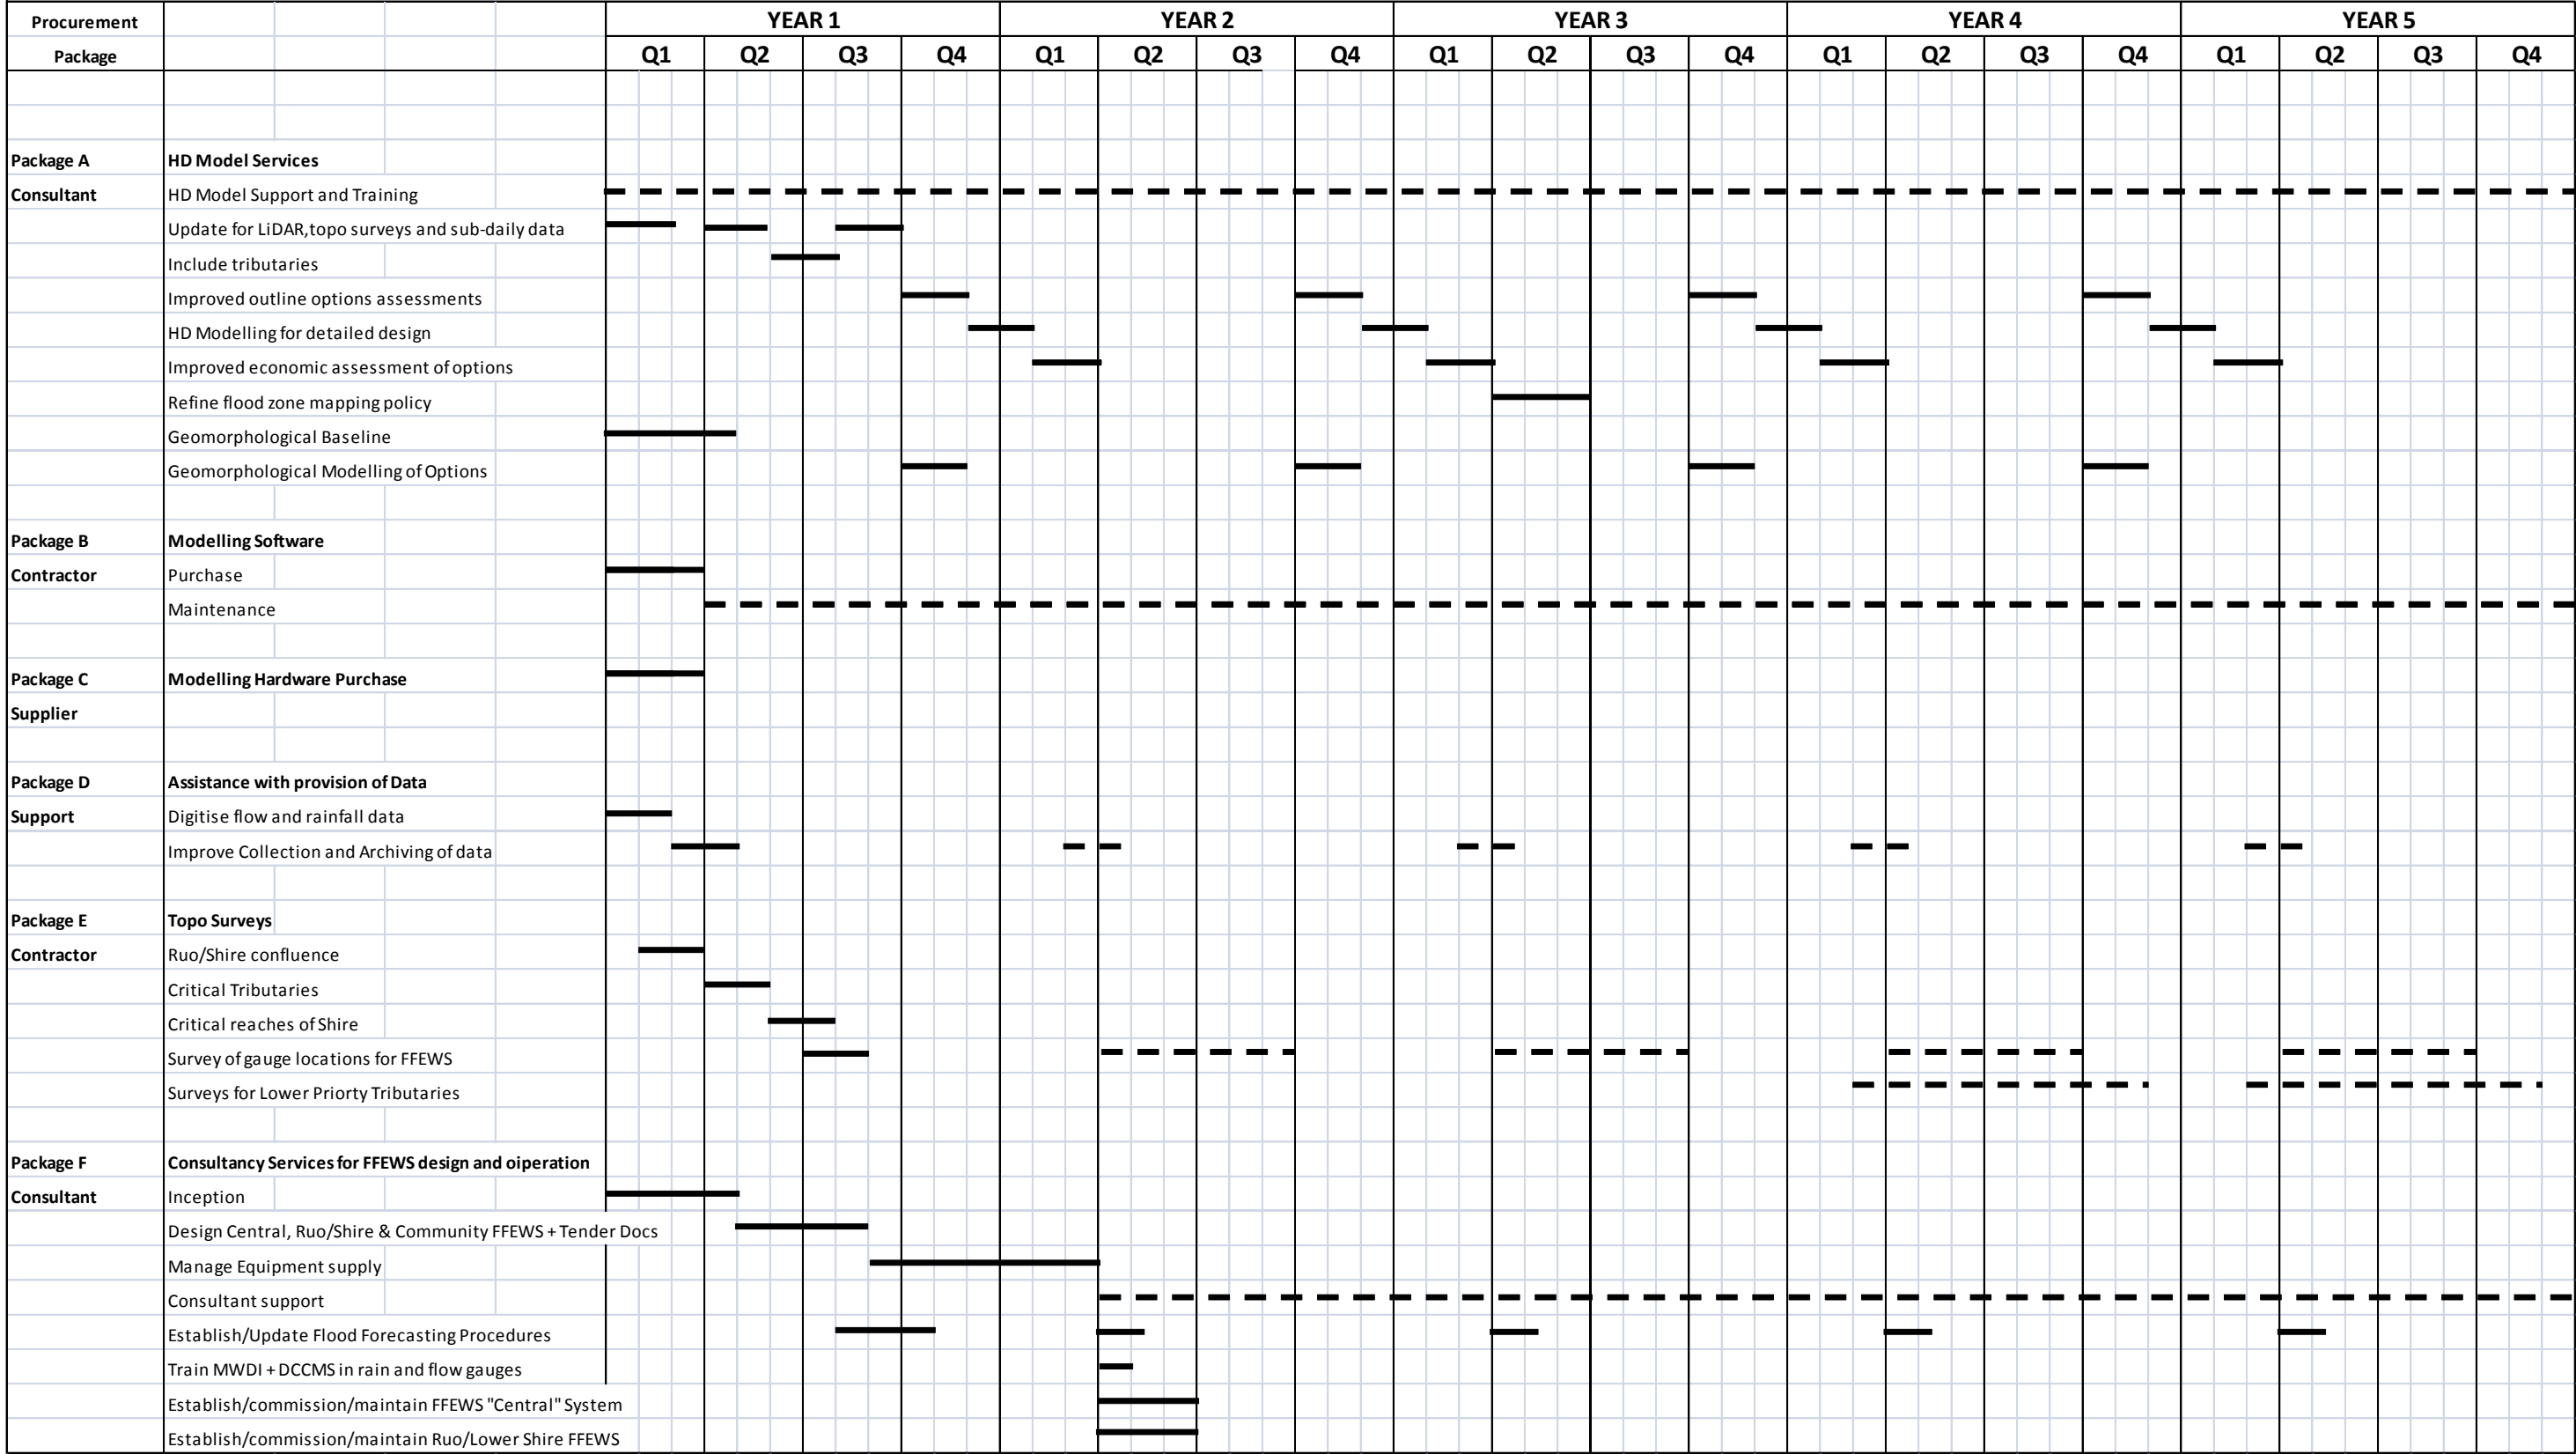 Procurement YEAR 1 YEAR 2 YEAR 3 YEAR 4 YEAR 5
Package Q1 Q2 Q3 Q4 Q1 Q2 Q3 Q4 Q1 Q2 Q3 Q4 Q1 Q2 Q3 Q4 Q1 Q2 Q3 Q4
Package A HD Model Services
Consultant HD Model Support and Training
Update for LiDAR,topo surveys and sub-daily data
Include tributaries
Improved outline options assessments
HD Modelling for detailed design
Improved economic assessment of options
Refine flood zone mapping policy
Geomorphological Baseline
Geomorphological Modelling of Options
Package B Modelling Software
Contractor Purchase
Maintenance
Package C Modelling Hardware Purchase
Supplier
Package D Assistance with provision of Data
Support Digitise flow and rainfall data
Improve Collection and Archiving of data
Package E Topo Surveys
Contractor Ruo/Shire confluence
Critical Tributaries
Critical reaches of Shire
Survey of gauge locations for FFEWS
Surveys for Lower Priorty Tributaries
Package F Consultancy Services for FFEWS design and oiperation
Consultant Inception
Design Central, Ruo/Shire & Community FFEWS + Tender Docs
Manage Equipment supply
Consultant support
Establish/Update Flood Forecasting Procedures
Train MWDI + DCCMS in rain and flow gauges
Establish/commission/maintain FFEWS "Central" System
Establish/commission/maintain Ruo/Lower Shire FFEWS